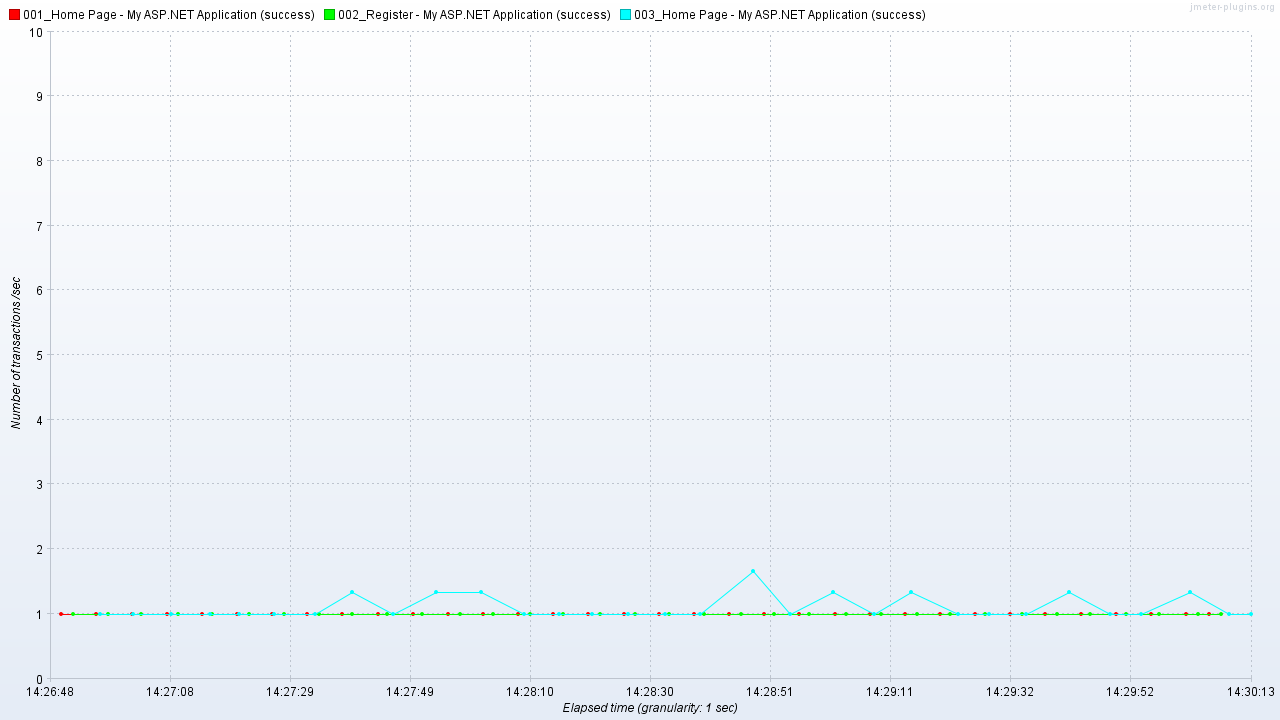 001_Home Page - My ASP.NET Application (success) 002_Register - My ASP.NET Application (success) 003_Home Page - My ASP.NET Application (success)
jmeter-plugins.org
10
9
8
7
6
5
4
3
2
1
0
Number of transactions /sec
14:26:48 14:27:08 14:27:29 14:27:49 14:28:10 14:28:30 14:28:51 14:29:11 14:29:32 14:29:52 14:30:13
Elapsed time (granularity: 1 sec)